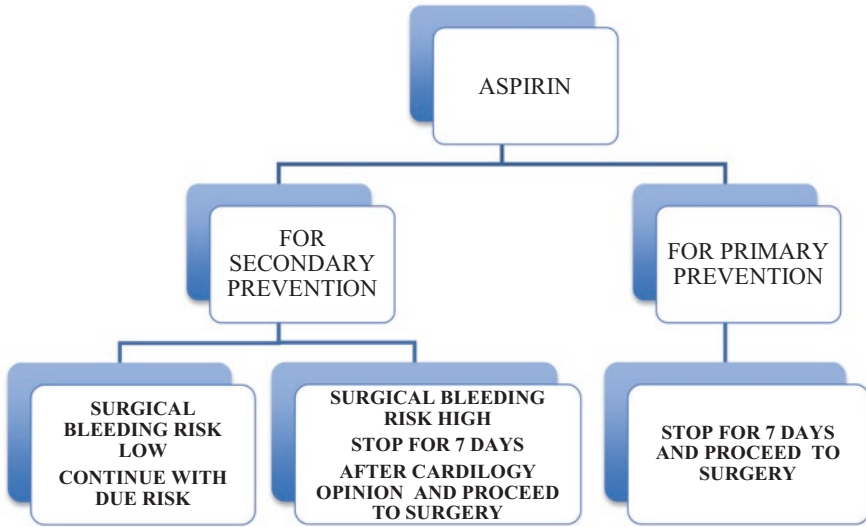 ASPIRIN
FOR
SECONDARY
PREVENTION
FOR PRIMARY
PREVENTION
SURGICAL
BLEEDING RISK
LOW
CONTINUE WITH
DUE RISK
SURGICAL BLEEDING
RISK HIGH
STOP FOR 7 DAYS
AFTER CARDILOGY
OPINION AND PROCEED
TO SURGERY
STOP FOR 7 DAYS
AND PROCEED TO
SURGERY